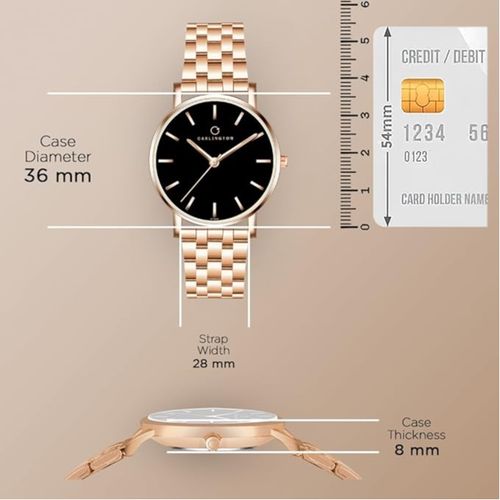 6
5
4
3
2
1
0
CREDIT / DEBIT
54mm
1234 56
0123
CARD HOLDER NAME
CARLINGTON
Case
Diameter
36 mm
Strap
Width
28 mm
Case
Thickness
8 mm